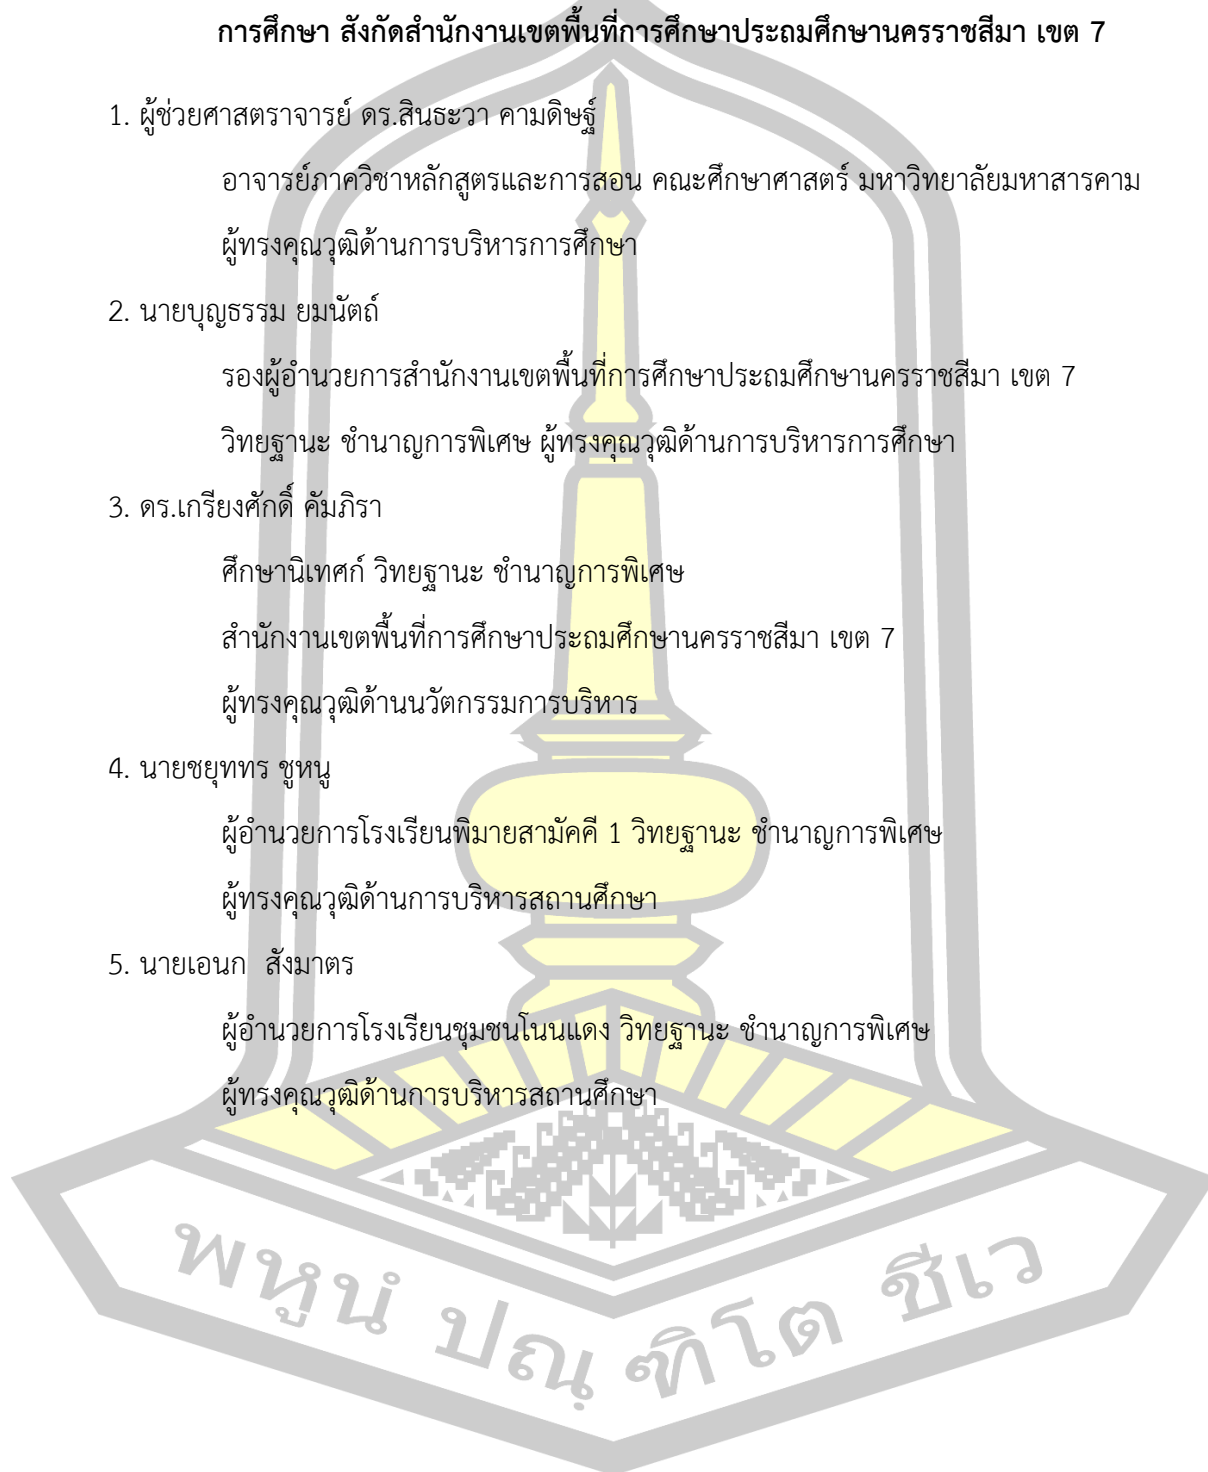 การศึกษา สังกัดสำนักงานเขตพื้นที่การศึกษาประถมศึกษานครราชสีมา เขต 7
1. ผู้ช่วยศาสตราจารย์ ดร.สินธะวา คามดิษฐ์
อาจารย์ภาควิชาหลักสูตรและการสอน คณะศึกษาศาสตร์ มหาวิทยาลัยมหาสารคาม
ผู้ทรงคุณวุฒิด้านการบริหารการศึกษา
2. นายบุญธรรม ยมนัตถ์
รองผู้อำนวยการสำนักงานเขตพื้นที่การศึกษาประถมศึกษานครราชสีมา เขต 7
วิทยฐานะ ชำนาญการพิเศษ ผู้ทรงคุณวุฒิด้านการบริหารการศึกษา
3. ดร.เกรียงศักดิ์ คัมภิรา
ศึกษานิเทศก์ วิทยฐานะ ชำนาญการพิเศษ
สำนักงานเขตพื้นที่การศึกษาประถมศึกษานครราชสีมา เขต 7
ผู้ทรงคุณวุฒิด้านนวัตกรรมการบริหาร
4. นายชยุททร ชูหนู
ผู้อำนวยการโรงเรียนพิมายสามัคคี 1 วิทยฐานะ ชำนาญการพิเศษ
ผู้ทรงคุณวุฒิด้านการบริหารสถานศึกษา
5. นายเอนก  สังมาตร
ผู้อำนวยการโรงเรียนชุมชนโนนแดง วิทยฐานะ ชำนาญการพิเศษ
ผู้ทรงคุณวุฒิด้านการบริหารสถานศึกษา
พหูนํ ปณฺฑิโต ชีเว